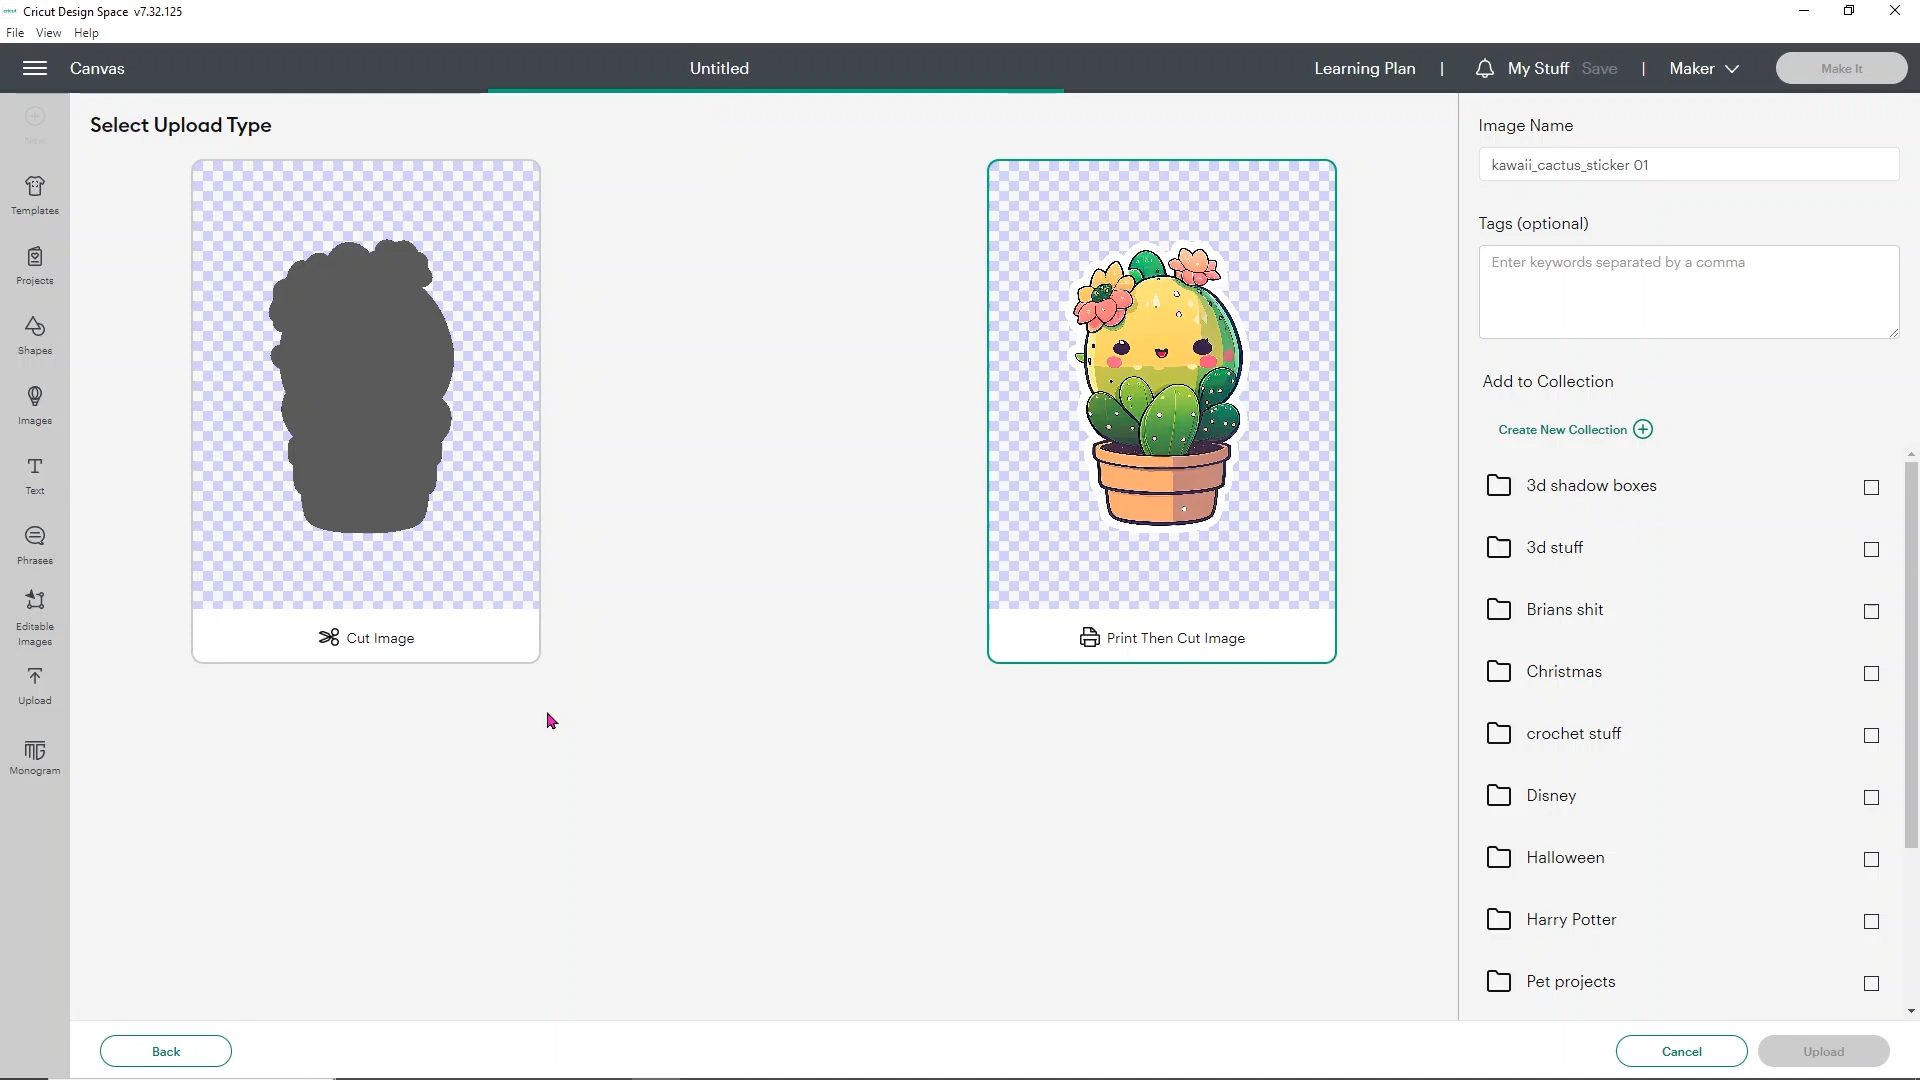 Cricut Design Space v7.32.125
File View Help
Canvas
Untitled
Learning Plan | My Stuff Save | Maker
Make It
Templates
Projects
Shapes
Images
Text
Phrases
Editable
Images
Upload
Monogram
Select Upload Type
Cut Image
Print Then Cut Image
Image Name
kawaii_cactus_sticker 01
Tags (optional)
Enter keywords separated by a comma
Add to Collection
Create New Collection
3d shadow boxes
3d stuff
Brians shit
Christmas
crochet stuff
Disney
Halloween
Harry Potter
Pet projects
Back
Cancel
Upload